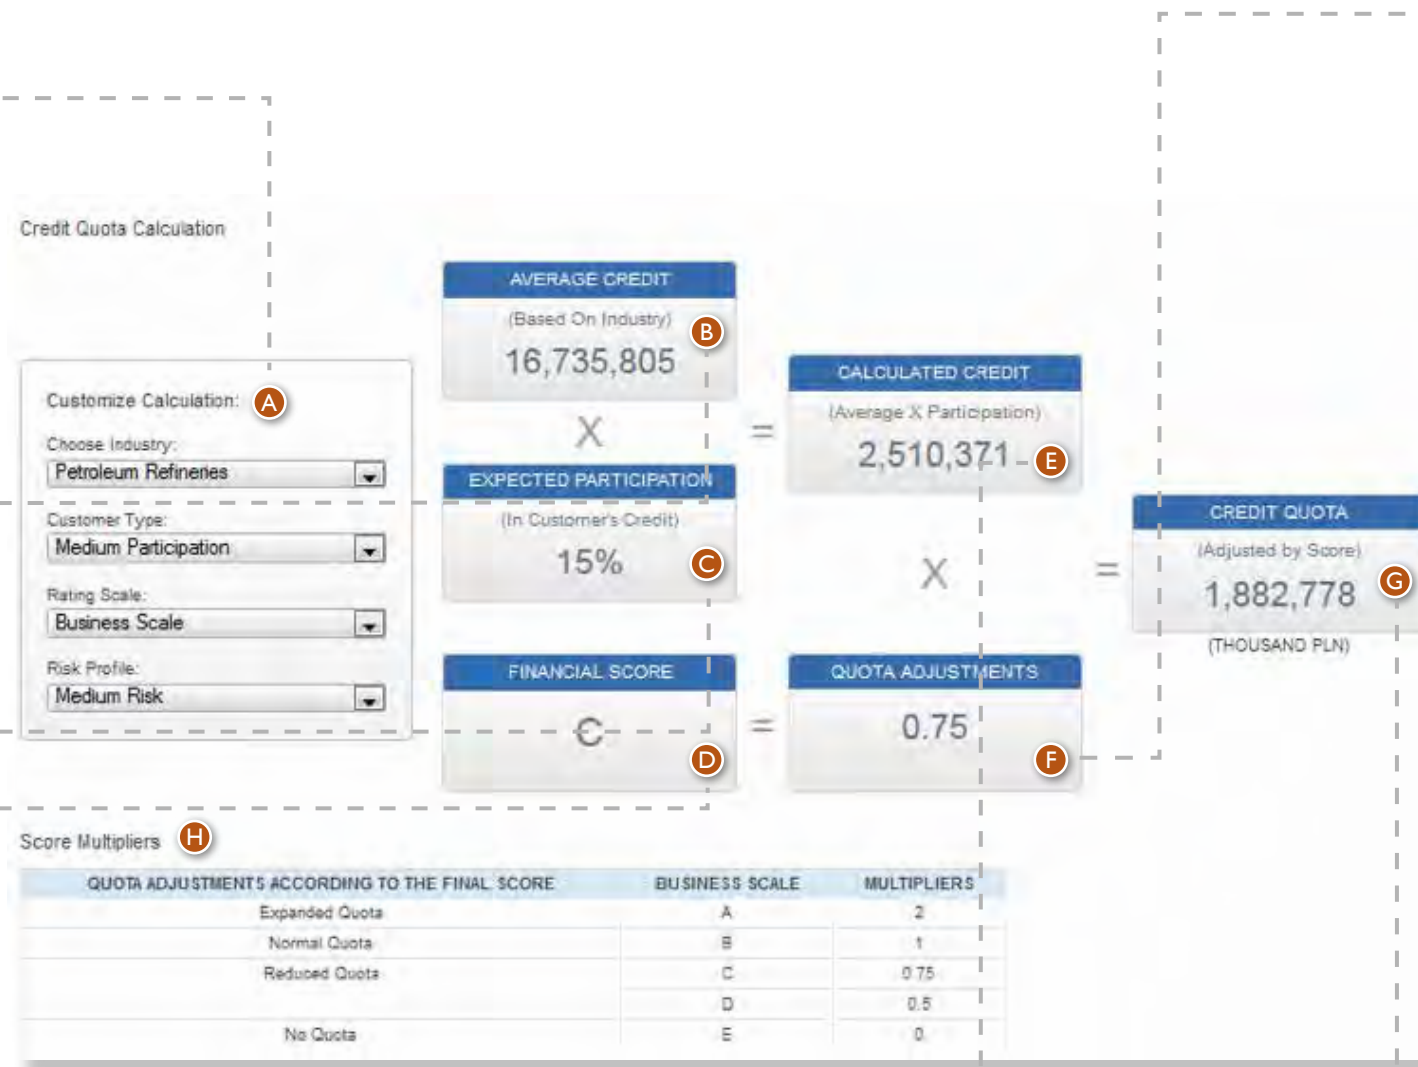 Credit Quota Calculation
Customize Calculation:
A
Choose Industry:
Petroleum Refineries
Customer Type:
Medium Participation
Rating Scale:
Business Scale
Risk Profile:
Medium Risk
AVERAGE CREDIT
(Based On Industry)
B
16,735,805
X
EXPECTED PARTICIPATION
(In Customer's Credit)
15%
C
=
CALCULATED CREDIT
(Average X Participation)
2,510,371
E
X
FINANCIAL SCORE
C
D
=
QUOTA ADJUSTMENTS
0.75
F
=
CREDIT QUOTA
(Adjusted by Score)
1,882,778
G
(THOUSAND PLN)
Score Multipliers
H
QUOTA ADJUSTMENTS ACCORDING TO THE FINAL SCORE BUSINESS SCALE MULTIPLIERS
Expanded Quota A 2
Normal Quota B 1
Reduced Quota C 0.75
D 0.5
No Quota E 0